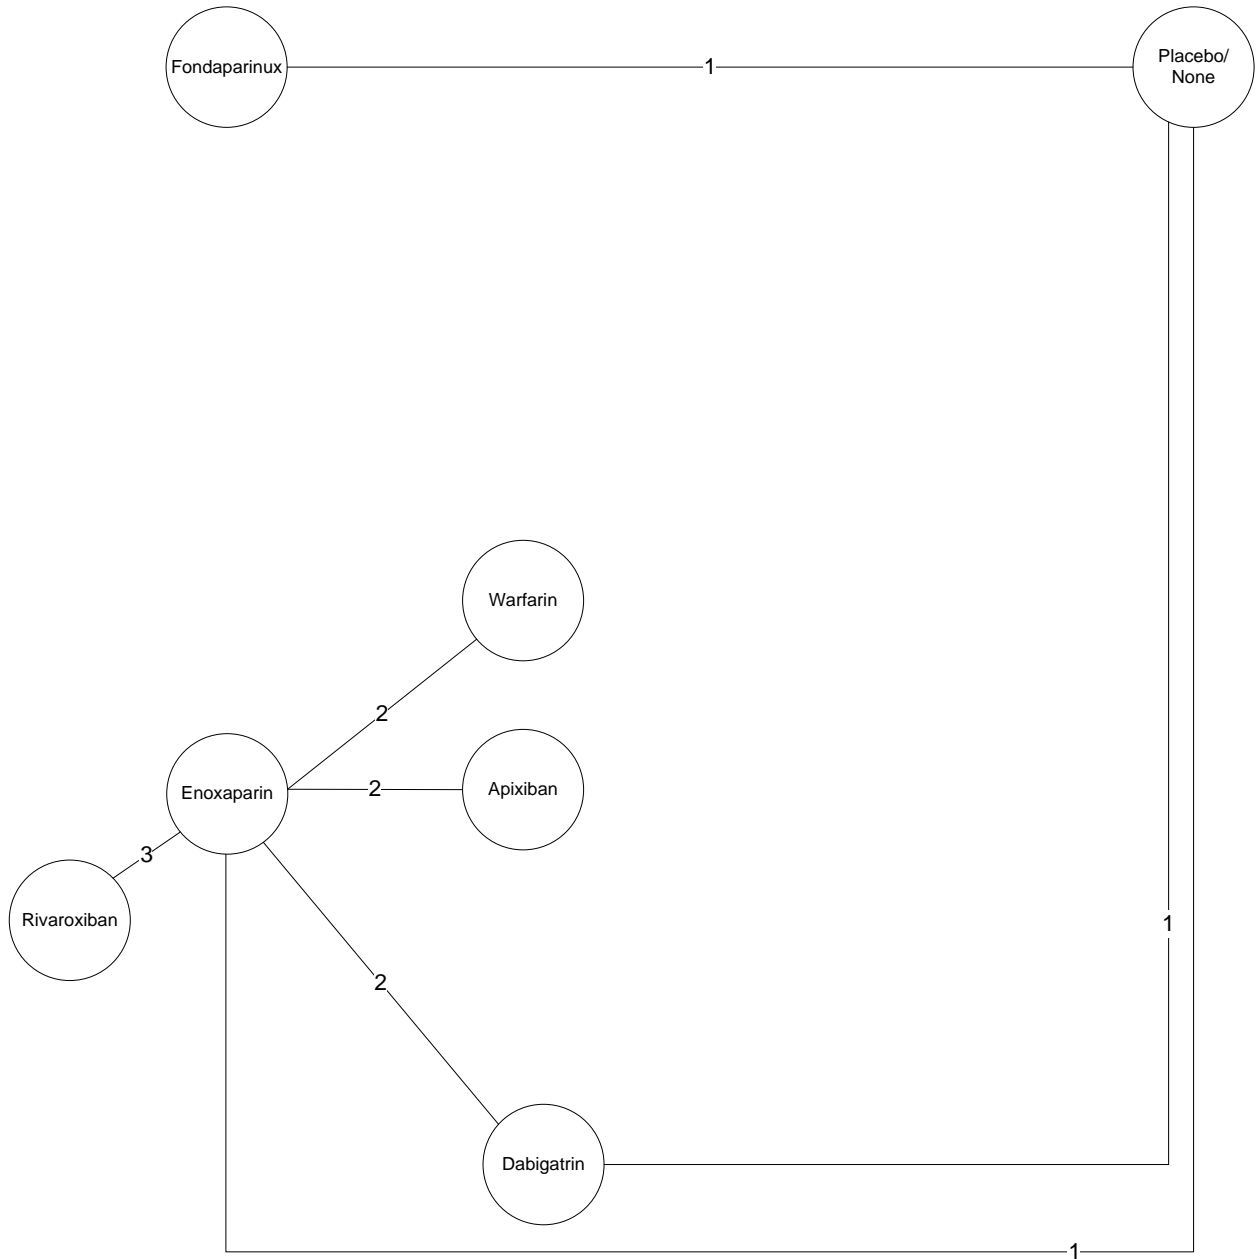 Fondaparinux
1
Placebo/
None
Warfarin
2
Enoxaparin
2
Apixiban
3
Rivaroxiban
1
2
Dabigatrin
1